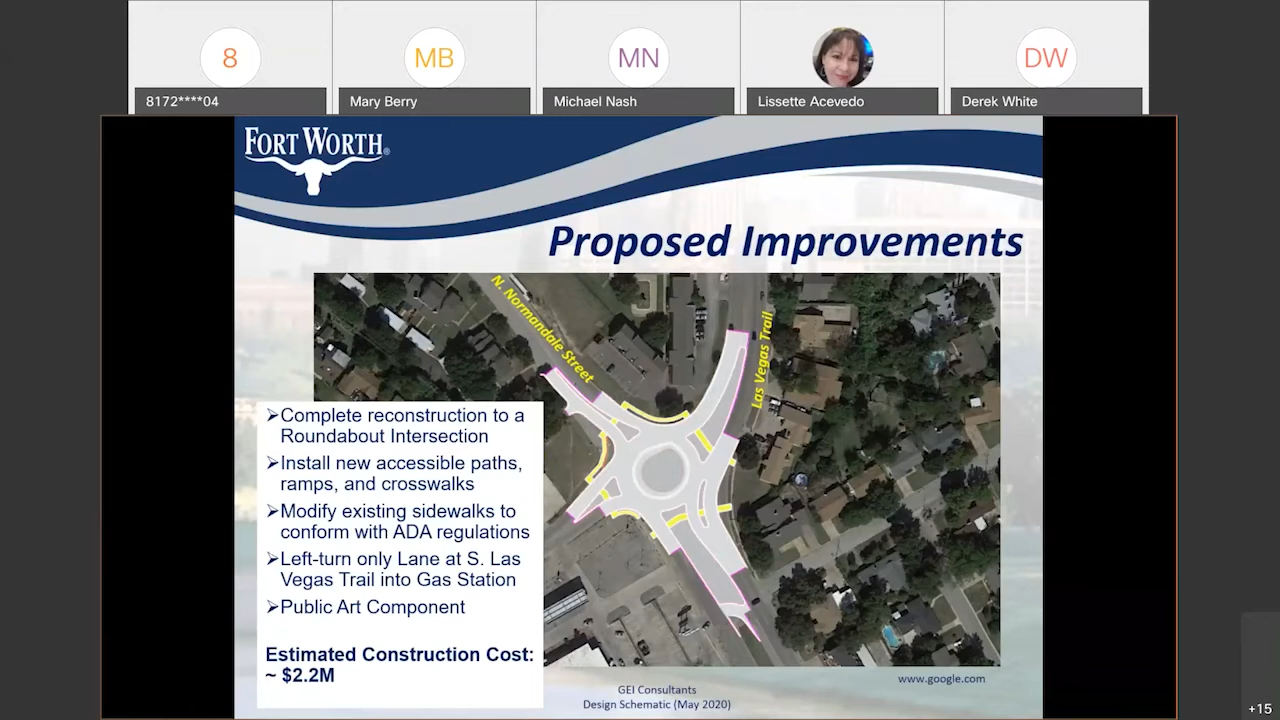 8
MB
MN
DW
8172****04
Mary Berry
Michael Nash
Lissette Acevedo
Derek White
FORT WORTH®
Proposed Improvements
N. Normandale Street
Las Vegas Trail
➢Complete reconstruction to a
Roundabout Intersection
➢Install new accessible paths,
ramps, and crosswalks
➢Modify existing sidewalks to
conform with ADA regulations
➢Left-turn only Lane at S. Las
Vegas Trail into Gas Station
➢Public Art Component
Estimated Construction Cost:
~ $2.2M
www.google.com
GEI Consultants
Design Schematic (May 2020)
+15